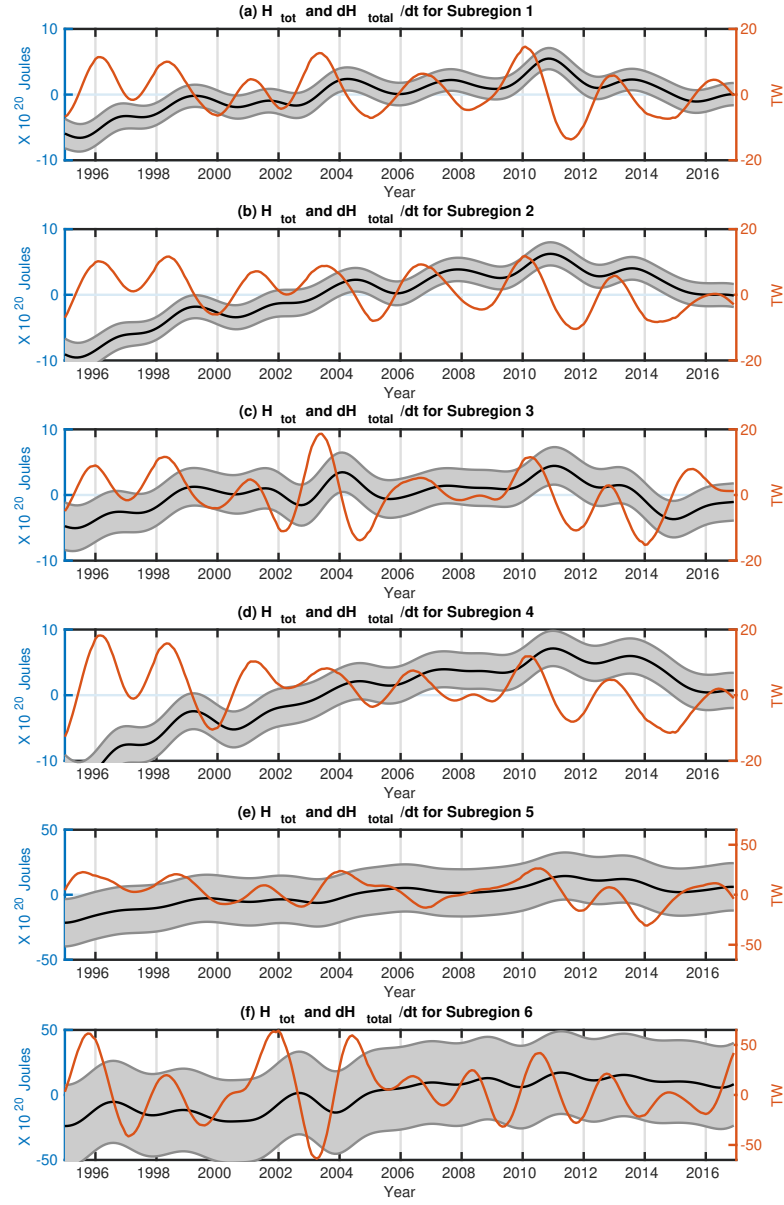 (a) H tot and dH total /dt for Subregion 1
10
0
-10
X 10 20 Joules
20
0
-20
TW
1996 1998 2000 2002 2004 2006 2008 2010 2012 2014 2016
Year
(b) H tot and dH total /dt for Subregion 2
10
0
-10
X 10 20 Joules
20
0
-20
TW
1996 1998 2000 2002 2004 2006 2008 2010 2012 2014 2016
Year
(c) H tot and dH total /dt for Subregion 3
10
0
-10
X 10 20 Joules
20
0
-20
TW
1996 1998 2000 2002 2004 2006 2008 2010 2012 2014 2016
Year
(d) H tot and dH total /dt for Subregion 4
10
0
-10
X 10 20 Joules
20
0
-20
TW
1996 1998 2000 2002 2004 2006 2008 2010 2012 2014 2016
Year
(e) H tot and dH total /dt for Subregion 5
50
0
-50
X 10 20 Joules
50
0
-50
TW
1996 1998 2000 2002 2004 2006 2008 2010 2012 2014 2016
Year
(f) H tot and dH total /dt for Subregion 6
50
0
-50
X 10 20 Joules
50
0
-50
TW
1996 1998 2000 2002 2004 2006 2008 2010 2012 2014 2016
Year